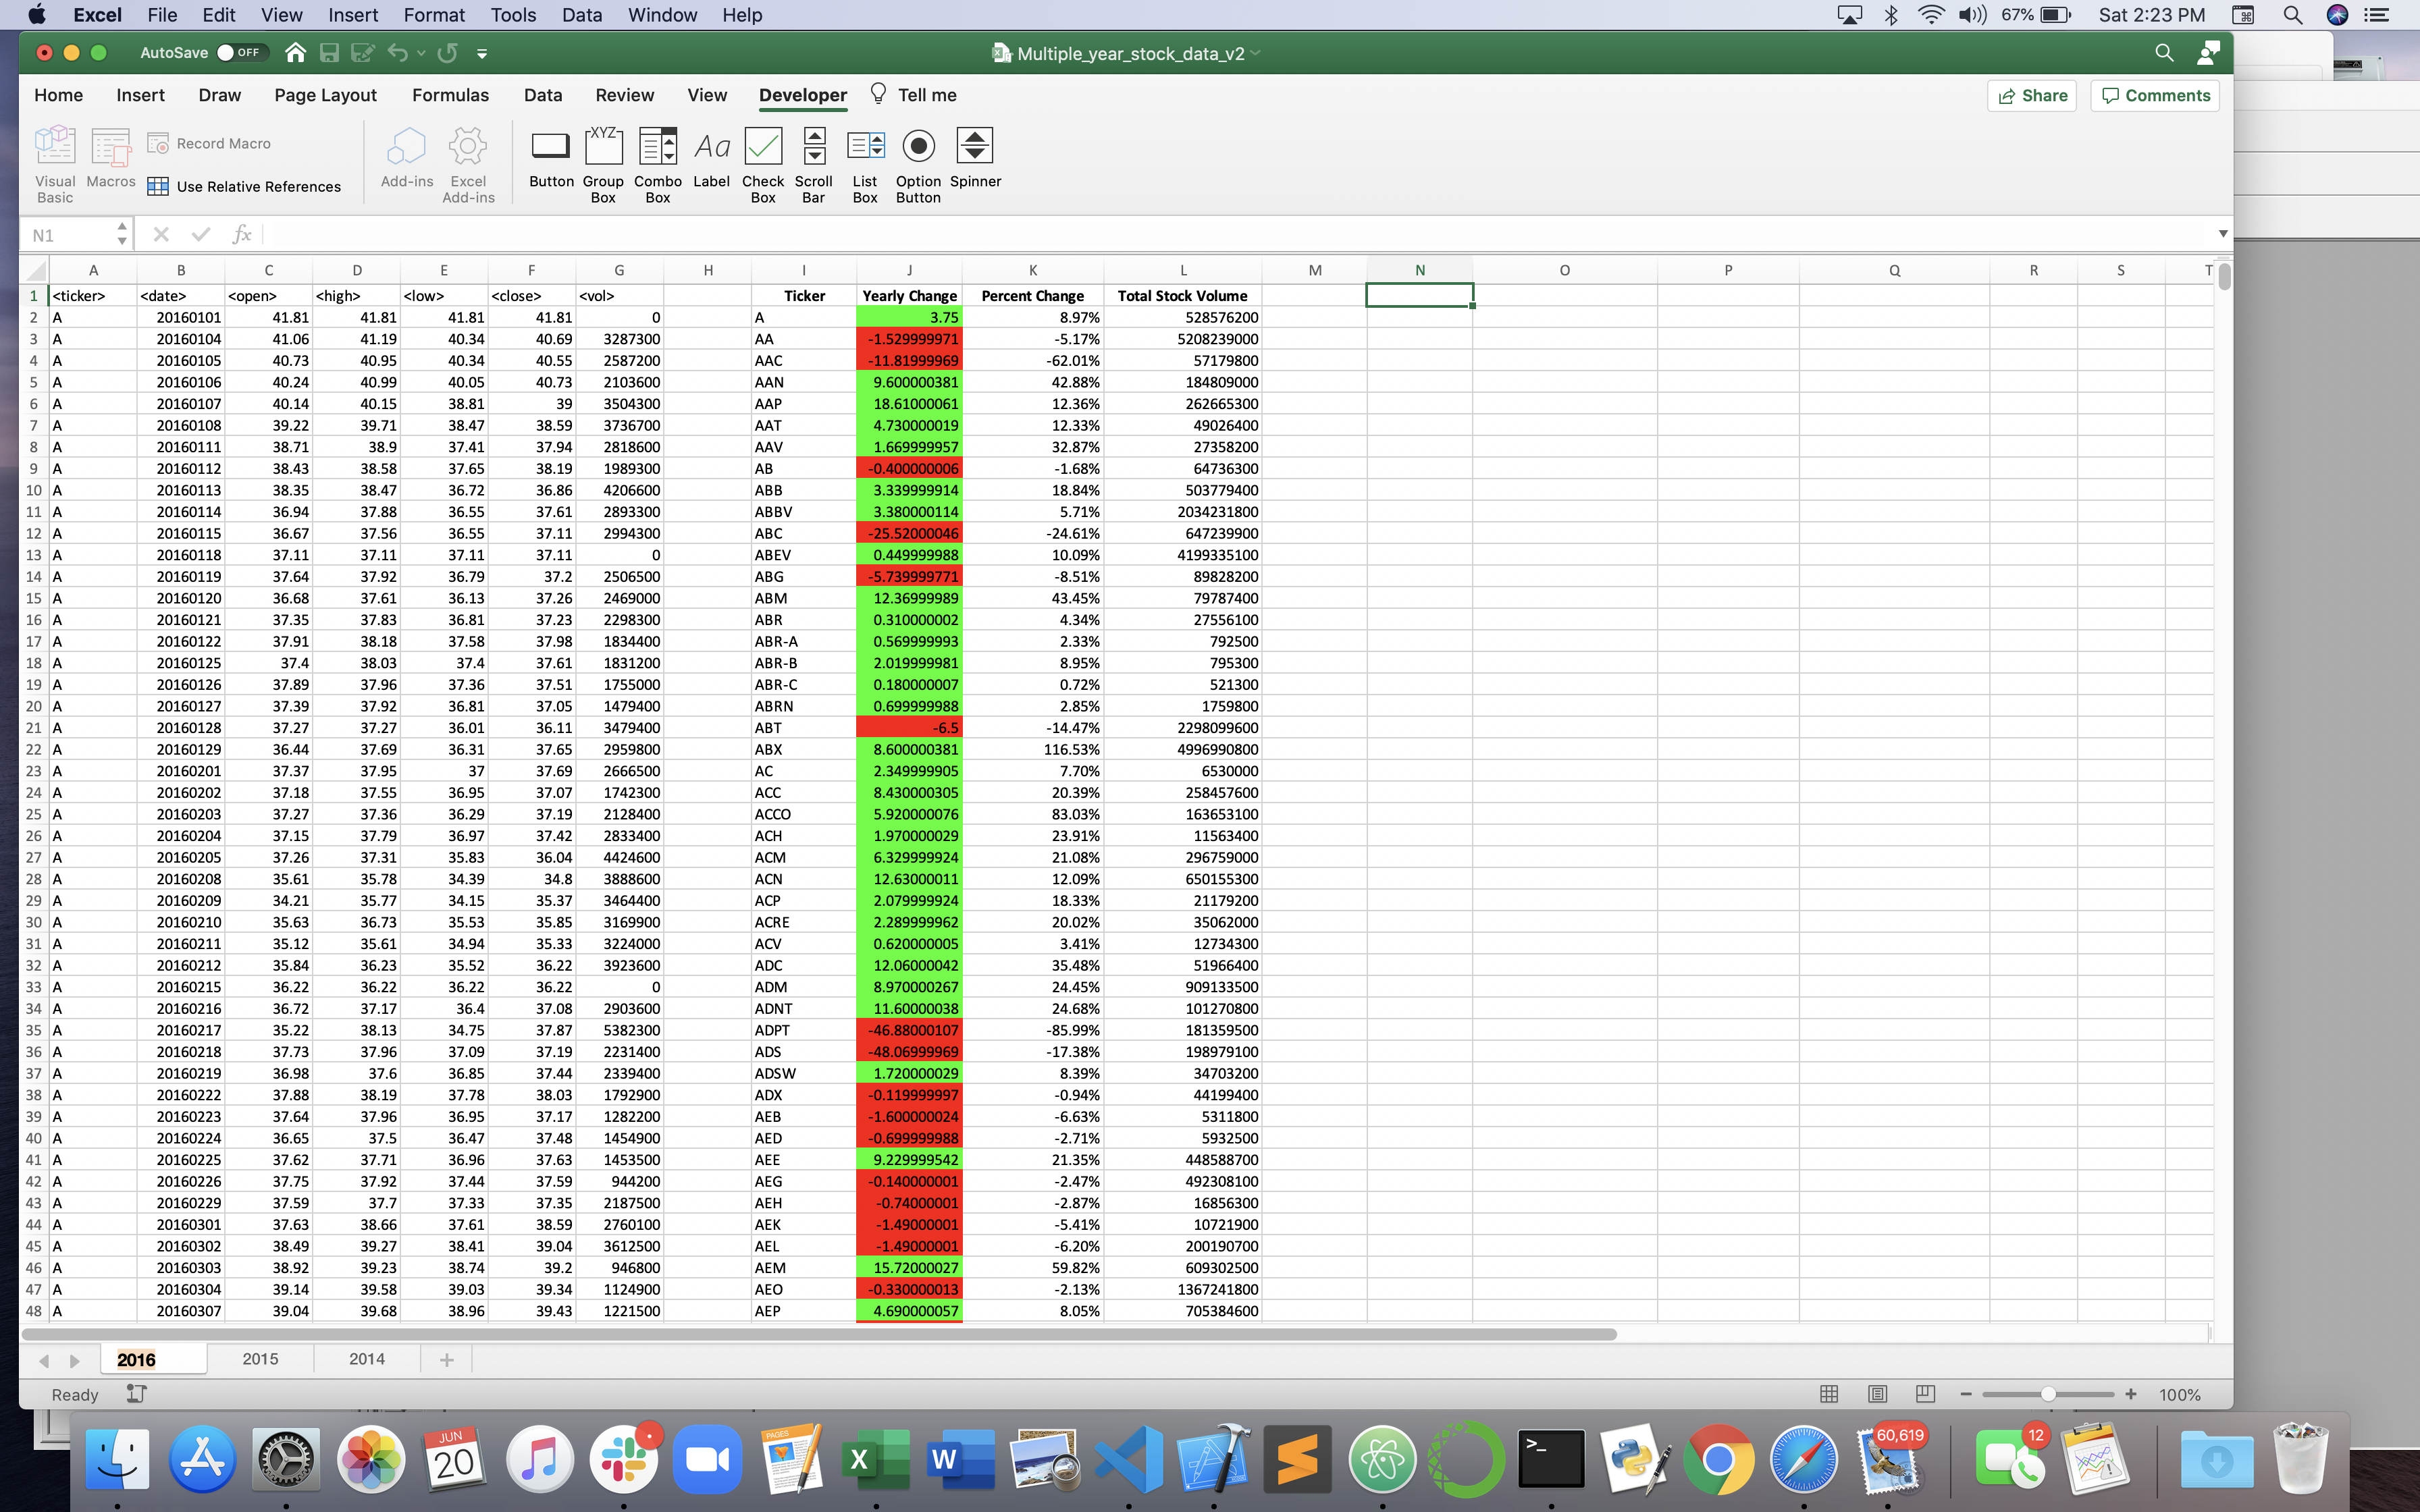 Excel File Edit View Insert Format Tools Data Window Help 67% Sat 2:23 PM
AutoSave OFF Multiple_year_stock_data_v2
Home Insert Draw Page Layout Formulas Data Review View Developer Tell me Share Comments
Visual Basic Macros Record Macro Use Relative References Add-ins Excel Add-ins Button Group Box Combo Box Label Check Box Scroll Bar List Box Option Button Spinner
N1 fx
A B C D E F G H I J K L M N O P Q R S T
1 <ticker> <date> <open> <high> <low> <close> <vol> Ticker Yearly Change Percent Change Total Stock Volume
2 A 20160101 41.81 41.81 41.81 41.81 0 A 3.75 8.97% 528576200
3 A 20160104 41.06 41.19 40.34 40.69 3287300 AA -1.529999971 -5.17% 5208239000
4 A 20160105 40.73 40.95 40.34 40.55 2587200 AAC -11.81999969 -62.01% 57179800
5 A 20160106 40.24 40.99 40.05 40.73 2103600 AAN 9.600000381 42.88% 184809000
6 A 20160107 40.14 40.15 38.81 39 3504300 AAP 18.61000061 12.36% 262665300
7 A 20160108 39.22 39.71 38.47 38.59 3736700 AAT 4.730000019 12.33% 49026400
8 A 20160111 38.71 38.9 37.41 37.94 2818600 AAV 1.669999957 32.87% 27358200
9 A 20160112 38.43 38.58 37.65 38.19 1989300 AB -0.400000006 -1.68% 64736300
10 A 20160113 38.35 38.47 36.72 36.86 4206600 ABB 3.339999914 18.84% 503779400
11 A 20160114 36.94 37.88 36.55 37.61 2893300 ABBV 3.380000114 5.71% 2034231800
12 A 20160115 36.67 37.56 36.55 37.11 2994300 ABC -25.52000046 -24.61% 647239900
13 A 20160118 37.11 37.11 37.11 37.11 0 ABEV 0.449999988 10.09% 4199335100
14 A 20160119 37.64 37.92 36.79 37.2 2506500 ABG -5.739999771 -8.51% 89828200
15 A 20160120 36.68 37.61 36.13 37.26 2469000 ABM 12.36999989 43.45% 79787400
16 A 20160121 37.35 37.83 36.81 37.23 2298300 ABR 0.310000002 4.34% 27556100
17 A 20160122 37.91 38.18 37.58 37.98 1834400 ABR-A 0.569999993 2.33% 792500
18 A 20160125 37.4 38.03 37.4 37.61 1831200 ABR-B 2.019999981 8.95% 795300
19 A 20160126 37.89 37.96 37.36 37.51 1755000 ABR-C 0.180000007 0.72% 521300
20 A 20160127 37.39 37.92 36.81 37.05 1479400 ABRN 0.699999988 2.85% 1759800
21 A 20160128 37.27 37.27 36.01 36.11 3479400 ABT -6.5 -14.47% 2298099600
22 A 20160129 36.44 37.69 36.31 37.65 2959800 ABX 8.600000381 116.53% 4996990800
23 A 20160201 37.37 37.95 37 37.69 2666500 AC 2.349999905 7.70% 6530000
24 A 20160202 37.18 37.55 36.95 37.07 1742300 ACC 8.430000305 20.39% 258457600
25 A 20160203 37.27 37.36 36.29 37.19 2128400 ACCO 5.920000076 83.03% 163653100
26 A 20160204 37.15 37.79 36.97 37.42 2833400 ACH 1.970000029 23.91% 11563400
27 A 20160205 37.26 37.31 35.83 36.04 4424600 ACM 6.329999924 21.08% 296759000
28 A 20160208 35.61 35.78 34.39 34.8 3888600 ACN 12.63000011 12.09% 650155300
29 A 20160209 34.21 35.77 34.15 35.37 3464400 ACP 2.079999924 18.33% 21179200
30 A 20160210 35.63 36.73 35.53 35.85 3169900 ACRE 2.289999962 20.02% 35062000
31 A 20160211 35.12 35.61 34.94 35.33 3224000 ACV 0.620000005 3.41% 12734300
32 A 20160212 35.84 36.23 35.52 36.22 3923600 ADC 12.06000042 35.48% 51966400
33 A 20160215 36.22 36.22 36.22 36.22 0 ADM 8.970000267 24.45% 909133500
34 A 20160216 36.72 37.17 36.4 37.08 2903600 ADNT 11.60000038 24.68% 101270800
35 A 20160217 35.22 38.13 34.75 37.87 5382300 ADPT -46.88000107 -85.99% 181359500
36 A 20160218 37.73 37.96 37.09 37.19 2231400 ADS -48.06999969 -17.38% 198979100
37 A 20160219 36.98 37.6 36.85 37.44 2339400 ADSW 1.720000029 8.39% 34703200
38 A 20160222 37.88 38.19 37.78 38.03 1792900 ADX -0.119999997 -0.94% 44199400
39 A 20160223 37.64 37.96 36.95 37.17 1282200 AEB -1.600000024 -6.63% 5311800
40 A 20160224 36.65 37.5 36.47 37.48 1454900 AED -0.699999988 -2.71% 5932500
41 A 20160225 37.62 37.71 36.96 37.63 1453500 AEE 9.229999542 21.35% 448588700
42 A 20160226 37.75 37.92 37.44 37.59 944200 AEG -0.140000001 -2.47% 492308100
43 A 20160229 37.59 37.7 37.33 37.35 2187500 AEH -0.74000001 -2.87% 16856300
44 A 20160301 37.63 38.66 37.61 38.59 2760100 AEK -1.49000001 -5.41% 10721900
45 A 20160302 38.49 39.27 38.41 39.04 3612500 AEL -1.49000001 -6.20% 200190700
46 A 20160303 38.92 39.23 38.74 39.2 946800 AEM 15.72000027 59.82% 609302500
47 A 20160304 39.14 39.58 39.03 39.34 1124900 AEO -0.330000013 -2.13% 1367241800
48 A 20160307 39.04 39.68 38.96 39.43 1221500 AEP 4.690000057 8.05% 705384600
2016 2015 2014
Ready 100%
JUN 20 PAGES X W >_ 60,619 12